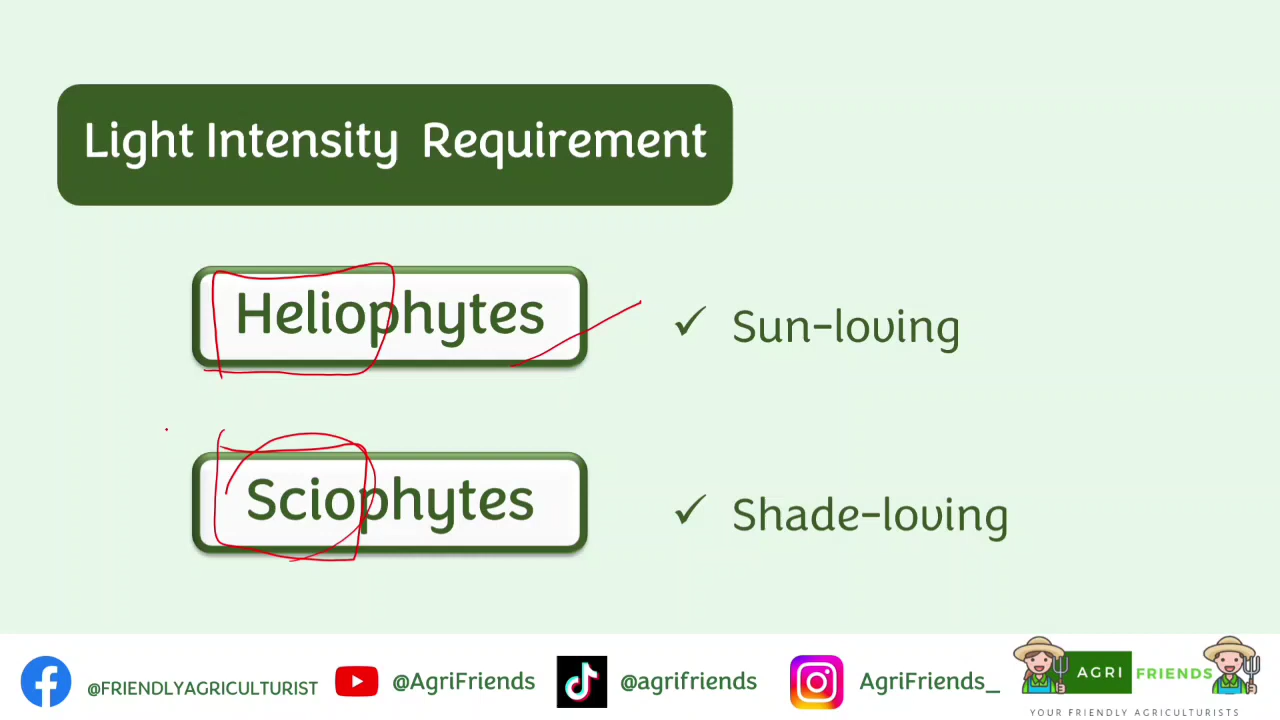 Light Intensity Requirement
Heliophytes
✓ Sun-loving
Sciophytes
✓ Shade-loving
@FRIENDLYAGRICULTURIST
@AgriFriends
@agrifriends
AgriFriends_
AGRI FRIENDS
YOUR FRIENDLY AGRICULTURISTS